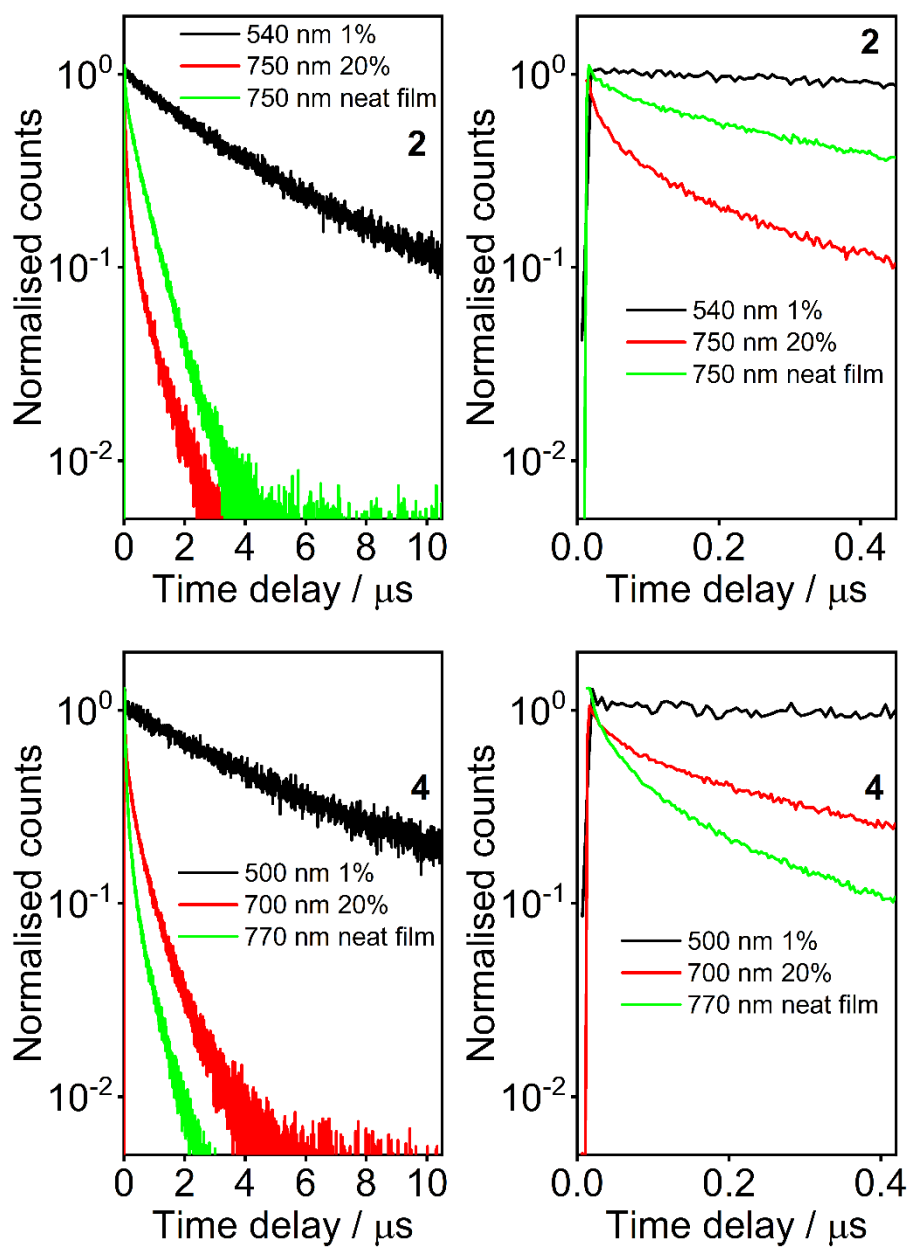 540 nm 1%
750 nm 20%
750 nm neat film
2
10^0
10^-1
10^-2
Normalised counts
0 2 4 6 8 10
Time delay / μs
2
540 nm 1%
750 nm 20%
750 nm neat film
10^0
10^-1
10^-2
Normalised counts
0.0 0.2 0.4
Time delay / μs
4
500 nm 1%
700 nm 20%
770 nm neat film
10^0
10^-1
10^-2
Normalised counts
0 2 4 6 8 10
Time delay / μs
4
500 nm 1%
700 nm 20%
770 nm neat film
10^0
10^-1
10^-2
Normalised counts
0.0 0.2 0.4
Time delay / μs